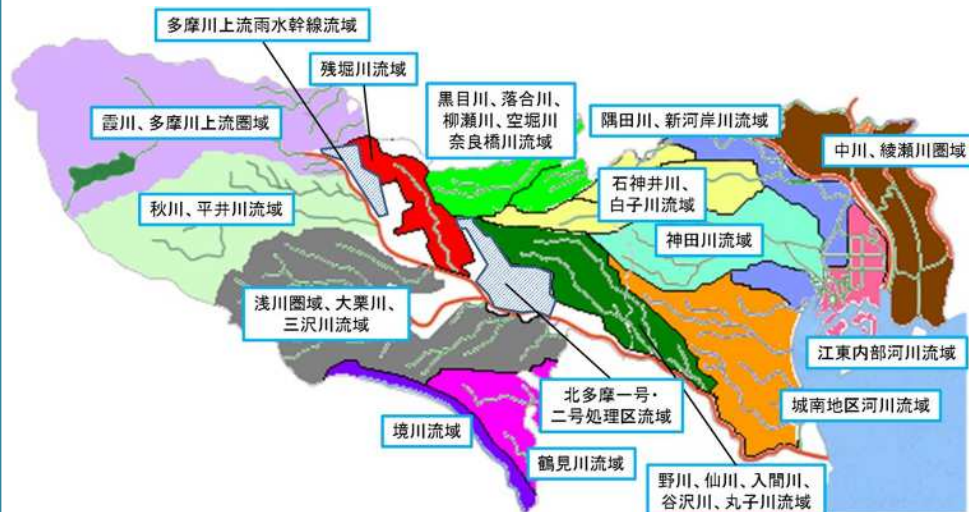 多摩川上流雨水幹線流域
残堀川流域
黒目川、落合川、
柳瀬川、空堀川
奈良橋川流域
隅田川、新河岸川流域
中川、綾瀬川圏域
霞川、多摩川上流圏域
石神井川、
白子川流域
秋川、平井川流域
神田川流域
浅川圏域、大栗川、
三沢川流域
江東内部河川流域
北多摩一号・
二号処理区流域
城南地区河川流域
境川流域
鶴見川流域
野川、仙川、入間川、
谷沢川、丸子川流域